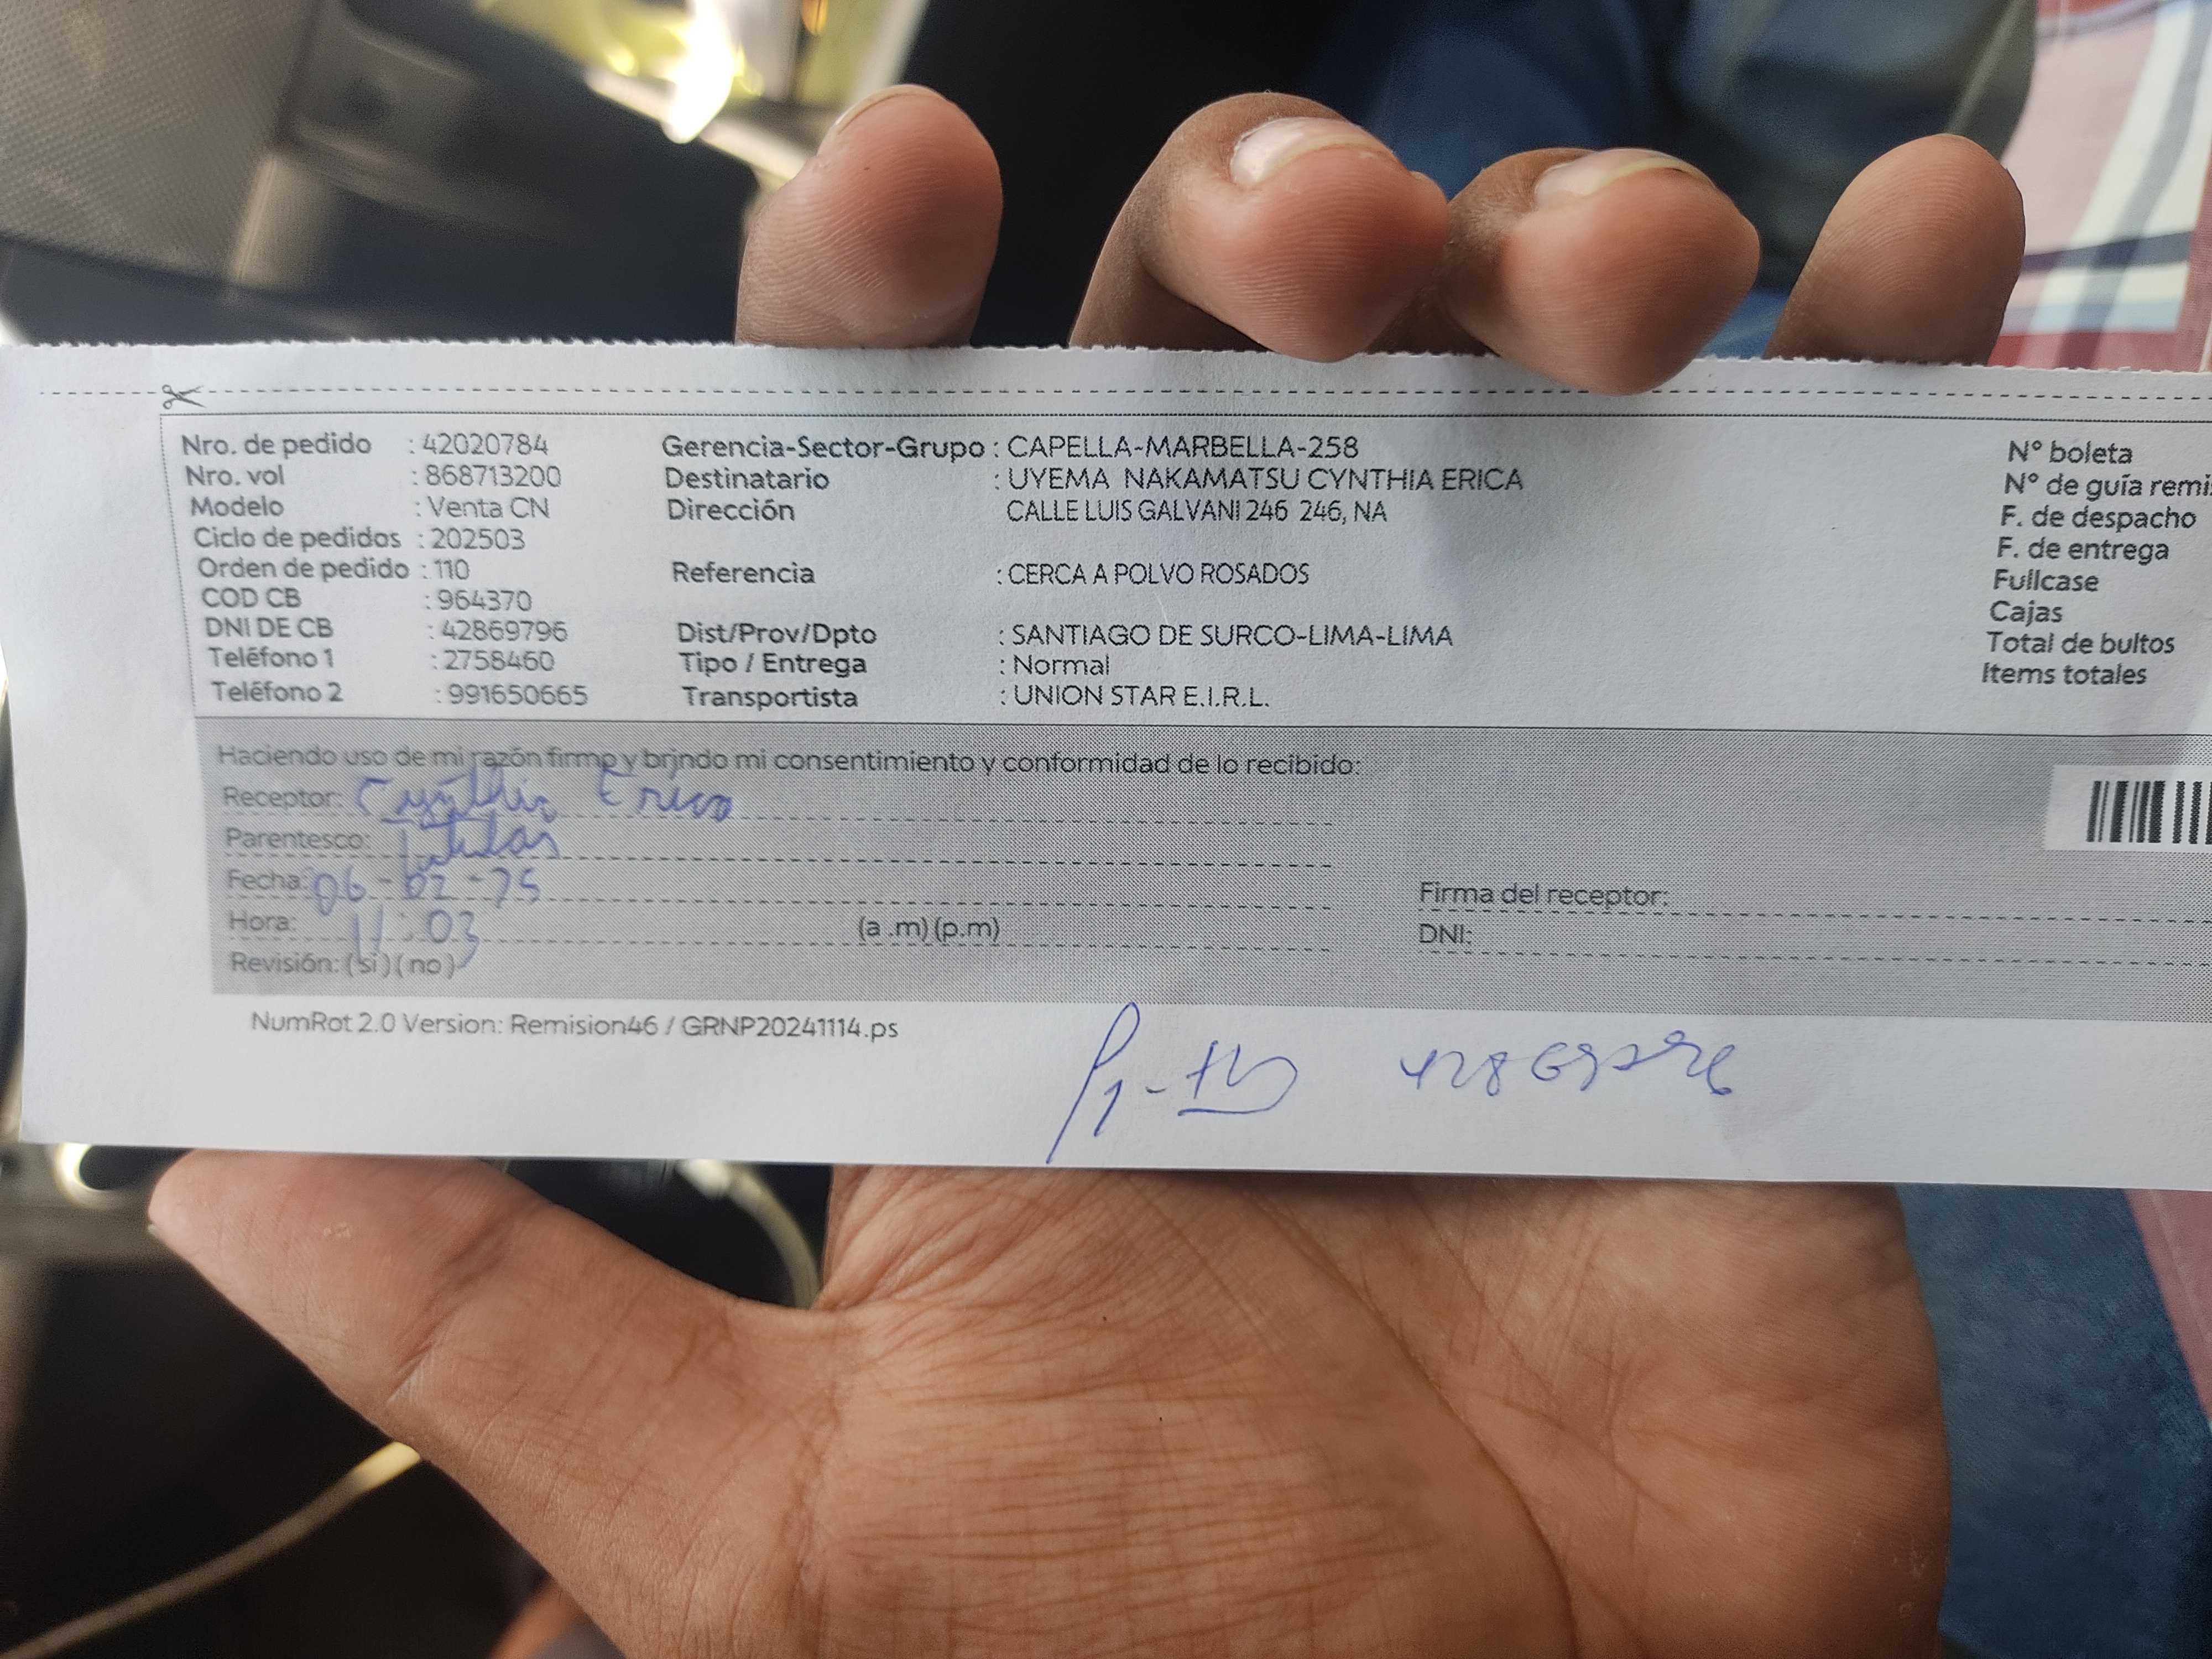 Nro. de pedido : 42020784
Nro. vol : 868713200
Modelo : Venta CN
Ciclo de pedidos : 202503
Orden de pedido : 110
COD CB : 964370
DNI DE CB : 42869796
Teléfono 1 : 2758460
Teléfono 2 : 991650665
Gerencia-Sector-Grupo : CAPELLA-MARBELLA-258
Destinatario : UYEMA NAKAMATSU CYNTHIA ERICA
Dirección CALLE LUIS GALVANI 246 246, NA
Referencia : CERCA A POLVO ROSADOS
Dist/Prov/Dpto : SANTIAGO DE SURCO-LIMA-LIMA
Tipo / Entrega : Normal
Transportista : UNION STAR E.I.R.L.
N° boleta
N° de guía remi
F. de despacho
F. de entrega
Fullcase
Cajas
Total de bultos
Items totales
Haciendo uso de mi razón firmo y brindo mi consentimiento y conformidad de lo recibido:
Receptor: Cynthia Erica
Parentesco: titular
Fecha: 06-02-25
Hora: 11:03 (a .m) (p.m)
Revisión: (si) (no)
Firma del receptor:
DNI:
NumRot 2.0 Version: Remision46 / GRNP20241114.ps